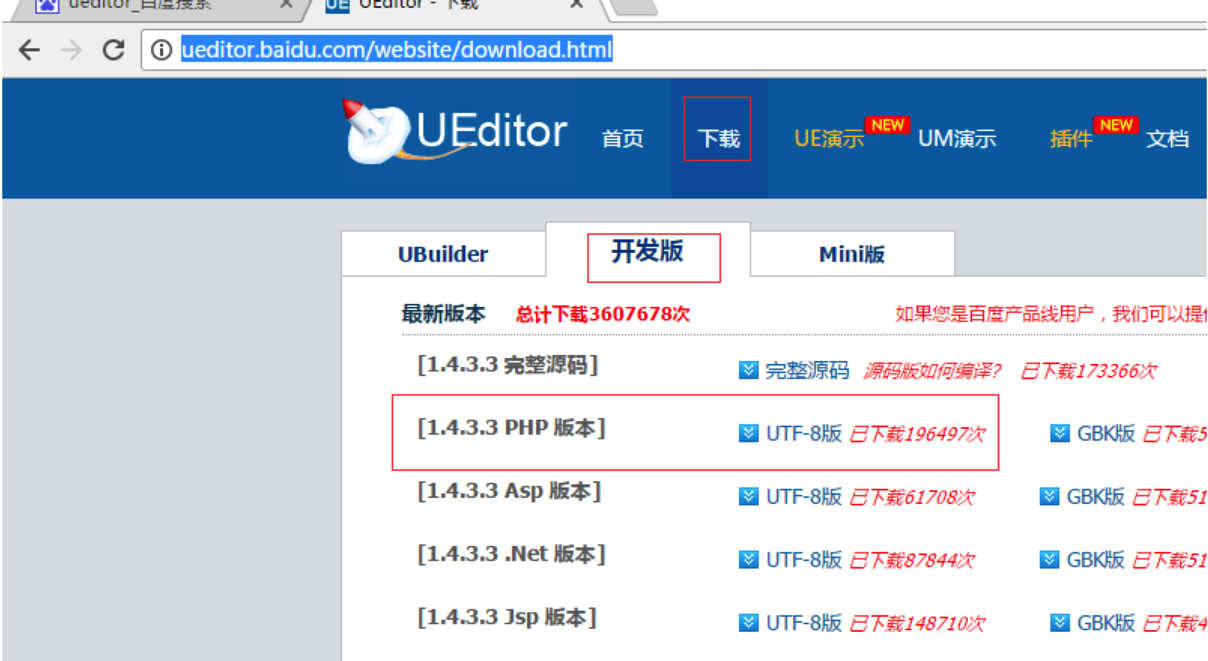 ueditor_百度搜索
UEditor - 下载
ueditor.baidu.com/website/download.html
UEditor 首页 下载 UE演示 NEW UM演示 插件 NEW 文档
UBuilder 开发版 Mini版
最新版本 总计下载3607678次 如果您是百度产品线用户，我们可以提
[1.4.3.3 完整源码] 完整源码 源码版如何编译? 已下载173366次
[1.4.3.3 PHP 版本] UTF-8版 已下载196497次 GBK版 已下载5
[1.4.3.3 Asp 版本] UTF-8版 已下载61708次 GBK版 已下载51
[1.4.3.3 .Net 版本] UTF-8版 已下载87844次 GBK版 已下载51
[1.4.3.3 Jsp 版本] UTF-8版 已下载148710次 GBK版 已下载4